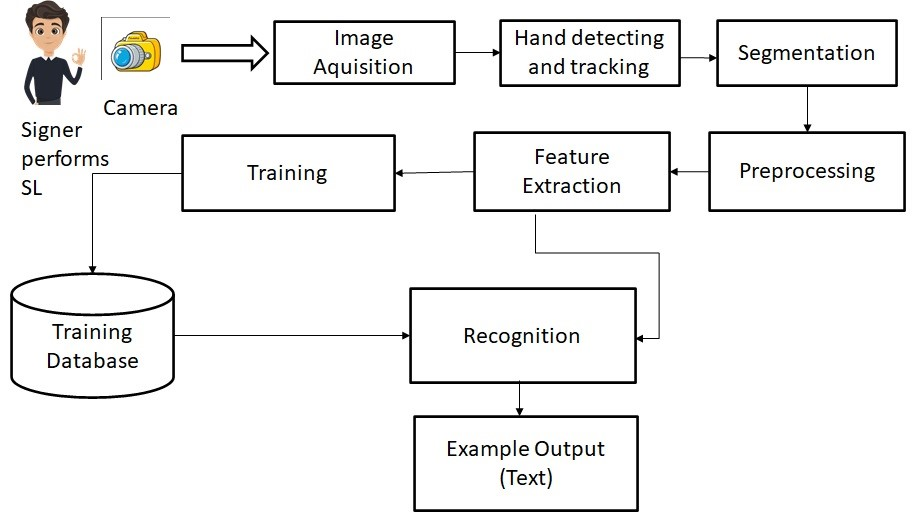 Image
Aquisition
Hand detecting
and tracking
Segmentation
Camera
Signer
performs
SL
Training
Feature
Extraction
Preprocessing
Training
Database
Recognition
Example Output
(Text)